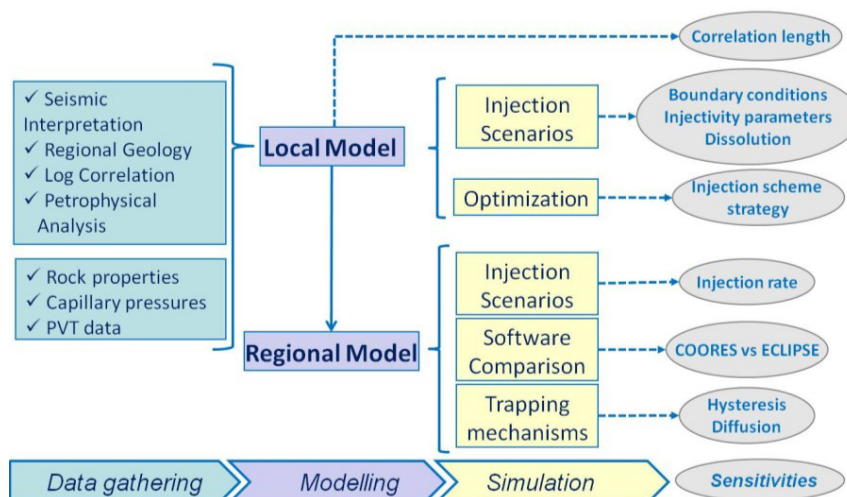 Correlation length
✓ Seismic
Interpretation
✓ Regional Geology
✓ Log Correlation
✓ Petrophysical
Analysis
✓ Rock properties
✓ Capillary pressures
✓ PVT data
Local Model
Regional Model
Injection
Scenarios
Boundary conditions
Injectivity parameters
Dissolution
Optimization
Injection scheme
strategy
Injection
Scenarios
Injection rate
Software
Comparison
COORES vs ECLIPSE
Trapping
mechanisms
Hysteresis
Diffusion
Data gathering
Modelling
Simulation
Sensitivities